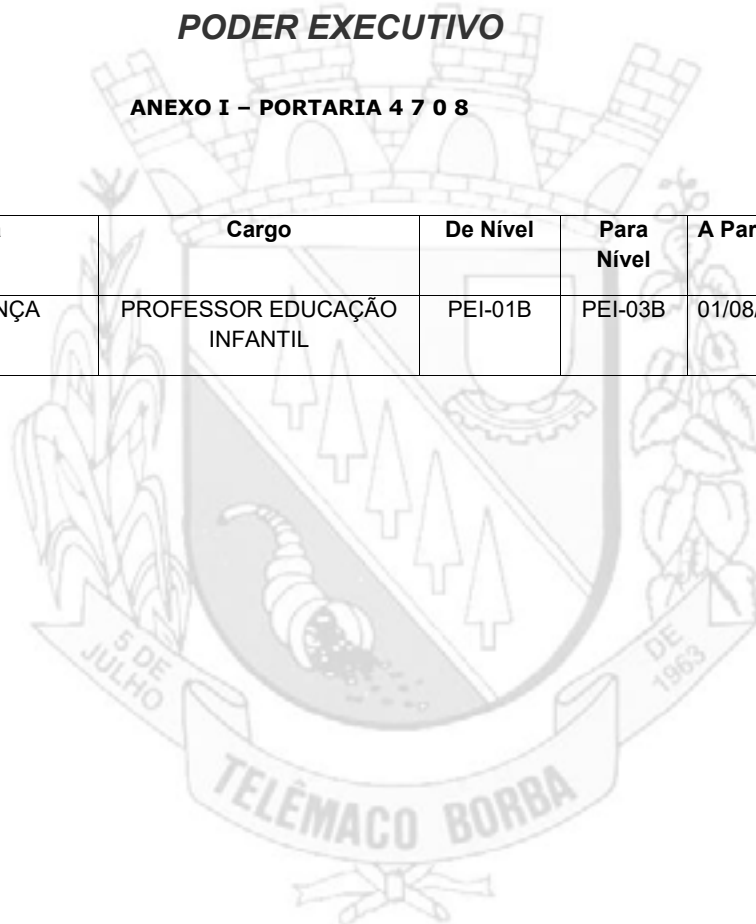 PODER EXECUTIVO
ANEXO I – PORTARIA 4 7 0 8
Cargo De Nível Para Nível A Par
NÇA PROFESSOR EDUCAÇÃO INFANTIL PEI-01B PEI-03B 01/08/
5 DE JULHO
DE 1963
TELÊMACO BORBA